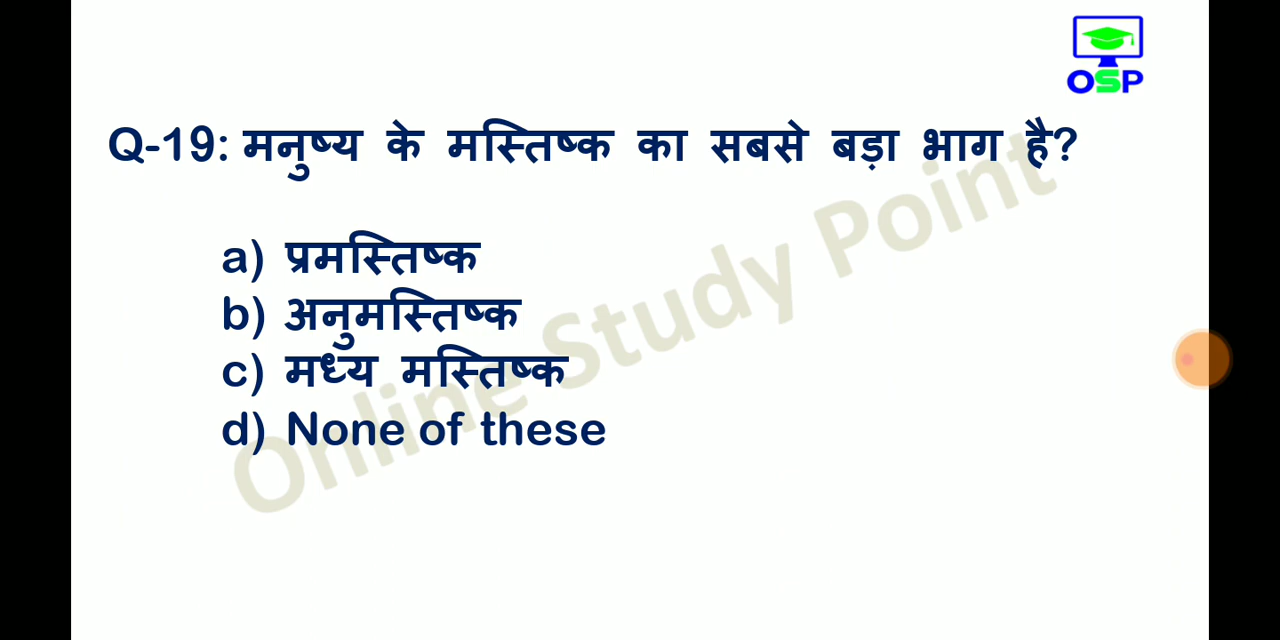 OSP
Q-19: मनुष्य के मस्तिष्क का सबसे बड़ा भाग है?
a) प्रमस्तिष्क
b) अनुमस्तिष्क
c) मध्य मस्तिष्क
d) None of these
Online Study Point